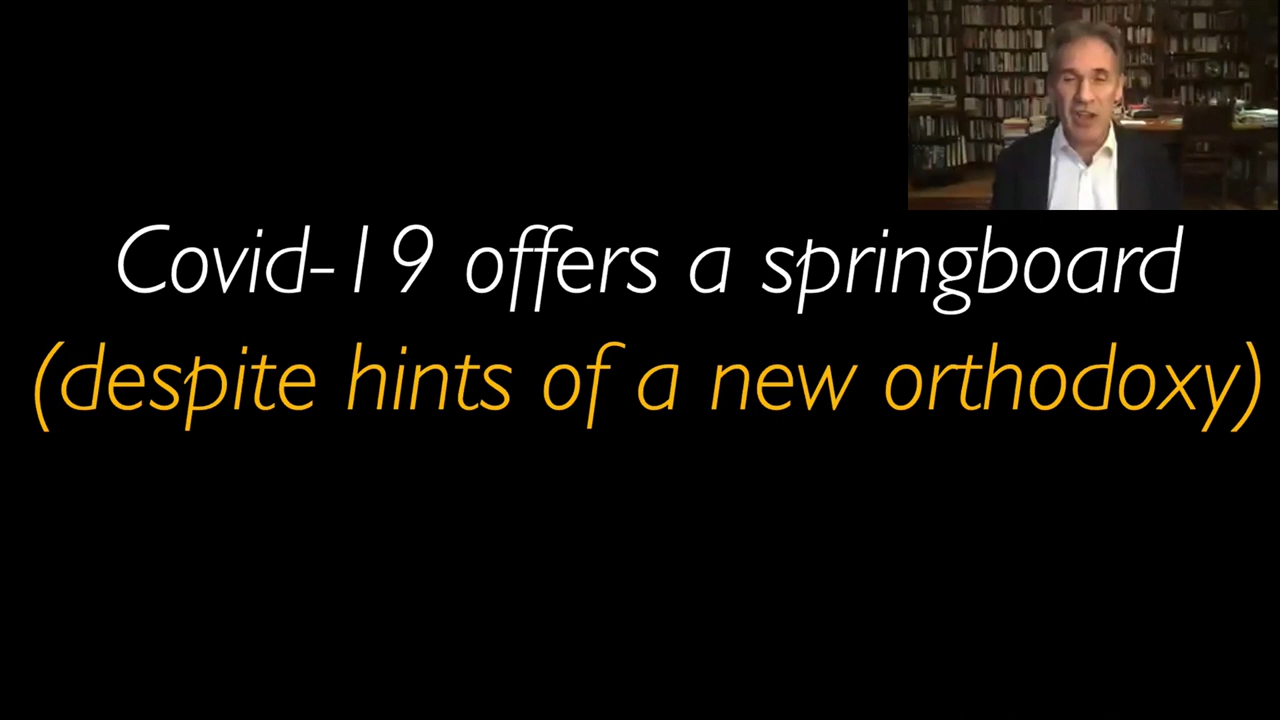 Covid-19 offers a springboard
(despite hints of a new orthodoxy)